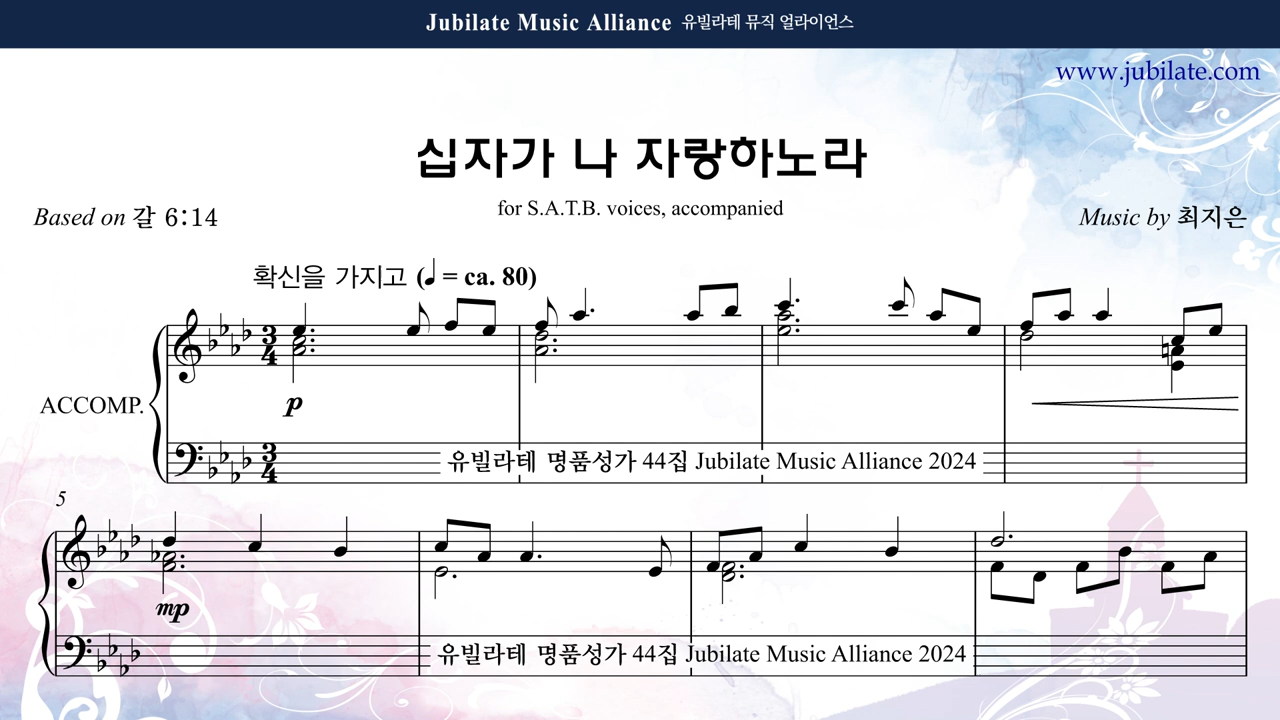 Jubilate Music Alliance 유빌라테 뮤직 얼라이언스
www.jubilate.com
십자가 나 자랑하노라
for S.A.T.B. voices, accompanied
Based on 갈 6:14
Music by 최지은
확신을 가지고 (♩ = ca. 80)
3 4
p
ACCOMP.
3 4
유빌라테 명품성가 44집 Jubilate Music Alliance 2024
5
mp
유빌라테 명품성가 44집 Jubilate Music Alliance 2024